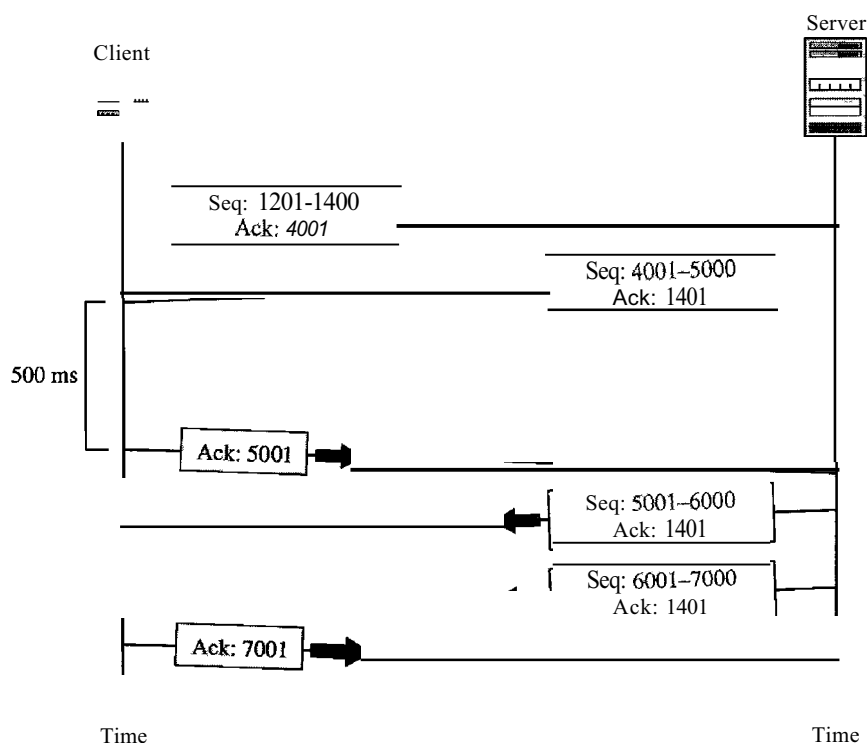 Server
Client
Seq: 1201-1400
Ack: 4001
Seq: 4001–5000
Ack: 1401
500 ms
Ack: 5001
Seq: 5001–6000
Ack: 1401
Seq: 6001–7000
Ack: 1401
Ack: 7001
Time
Time